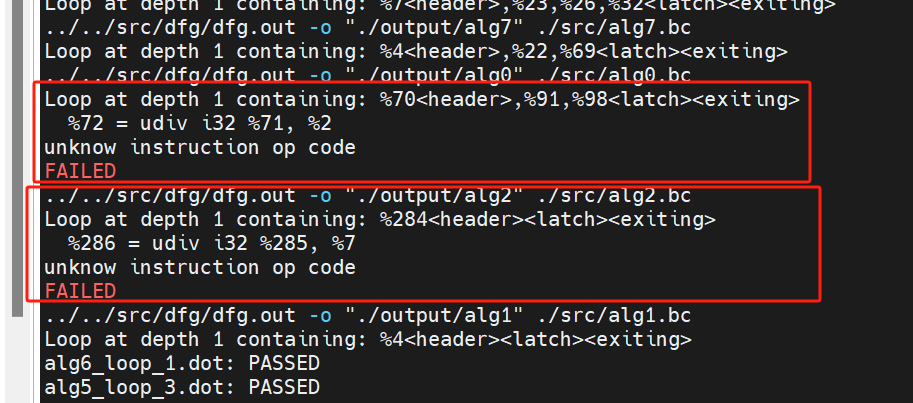 Loop at depth 1 containing: %7<header>,%23,%26,%32<latch><exiting>
../../src/dfg/dfg.out -o "./output/alg7" ./src/alg7.bc
Loop at depth 1 containing: %4<header>,%22,%69<latch><exiting>
../../src/dfg/dfg.out -o "./output/alg0" ./src/alg0.bc
Loop at depth 1 containing: %70<header>,%91,%98<latch><exiting>
  %72 = udiv i32 %71, %2
unknow instruction op code
FAILED
../../src/dfg/dfg.out -o "./output/alg2" ./src/alg2.bc
Loop at depth 1 containing: %284<header><latch><exiting>
  %286 = udiv i32 %285, %7
unknow instruction op code
FAILED
../../src/dfg/dfg.out -o "./output/alg1" ./src/alg1.bc
Loop at depth 1 containing: %4<header><latch><exiting>
alg6_loop_1.dot: PASSED
alg5_loop_3.dot: PASSED